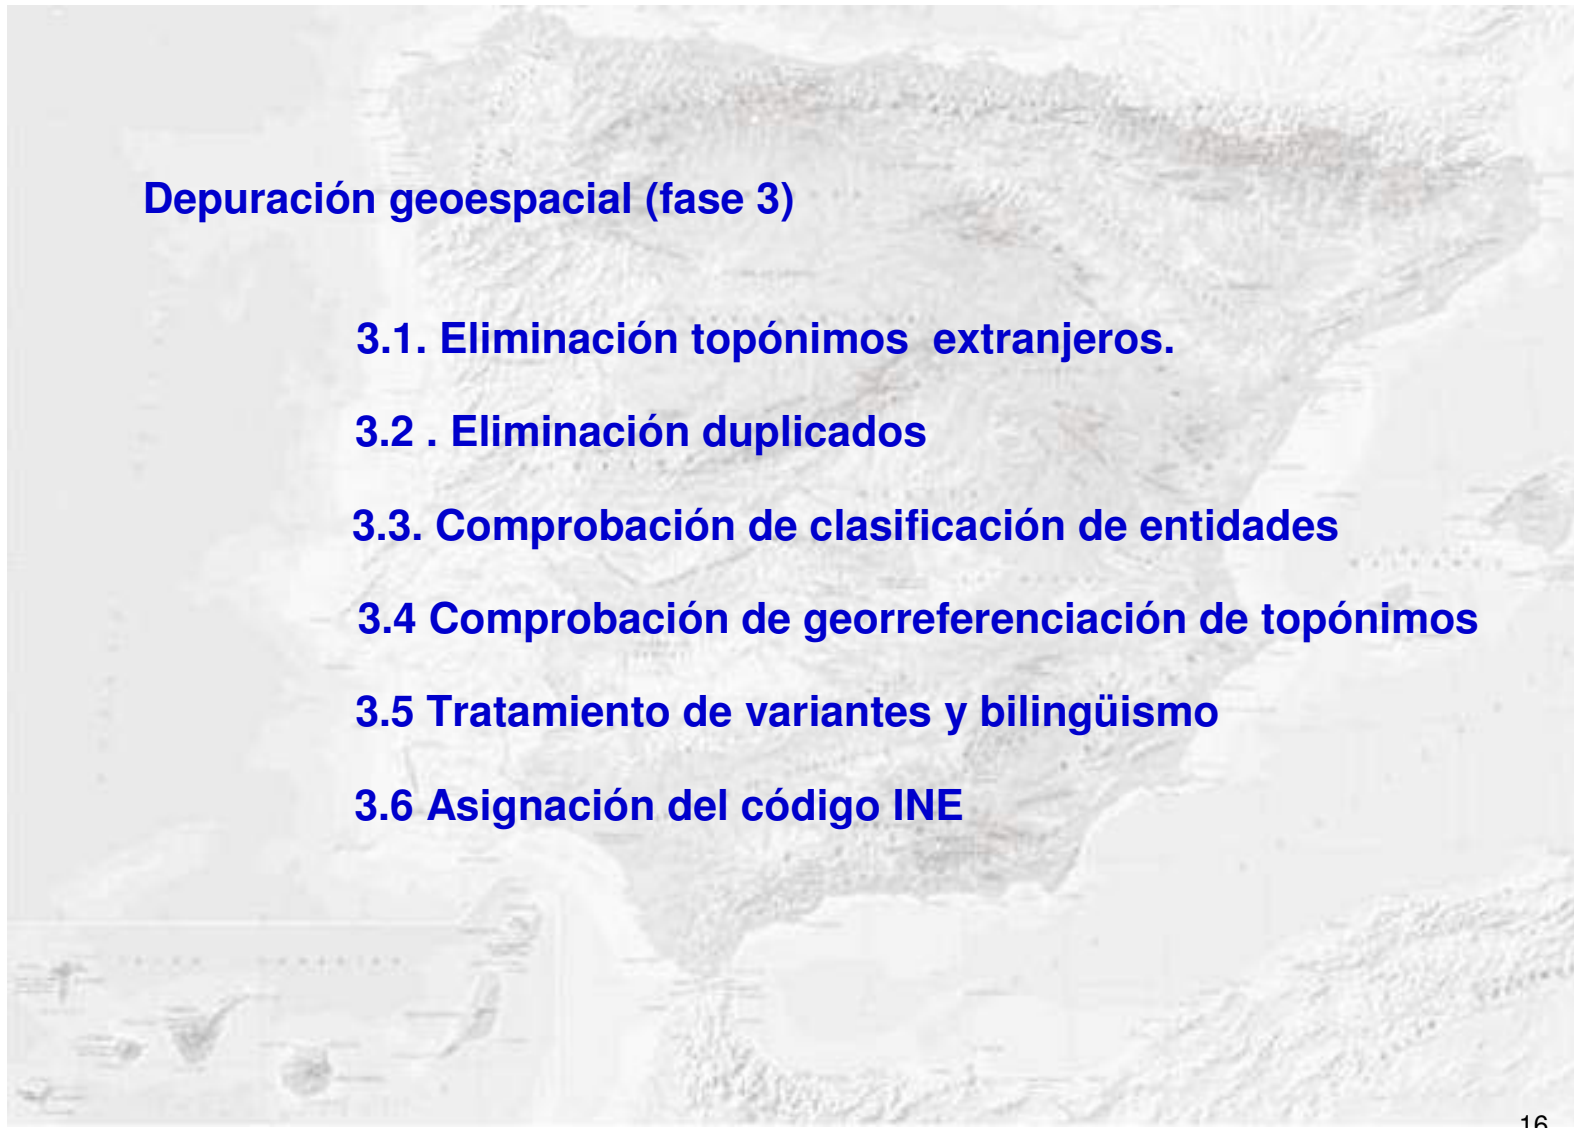 Depuración geoespacial (fase 3)
3.1. Eliminación topónimos  extranjeros.
3.2 . Eliminación duplicados
3.3. Comprobación de clasificación de entidades
3.4 Comprobación de georreferenciación de topónimos
3.5 Tratamiento de variantes y bilingüismo
3.6 Asignación del código INE
16